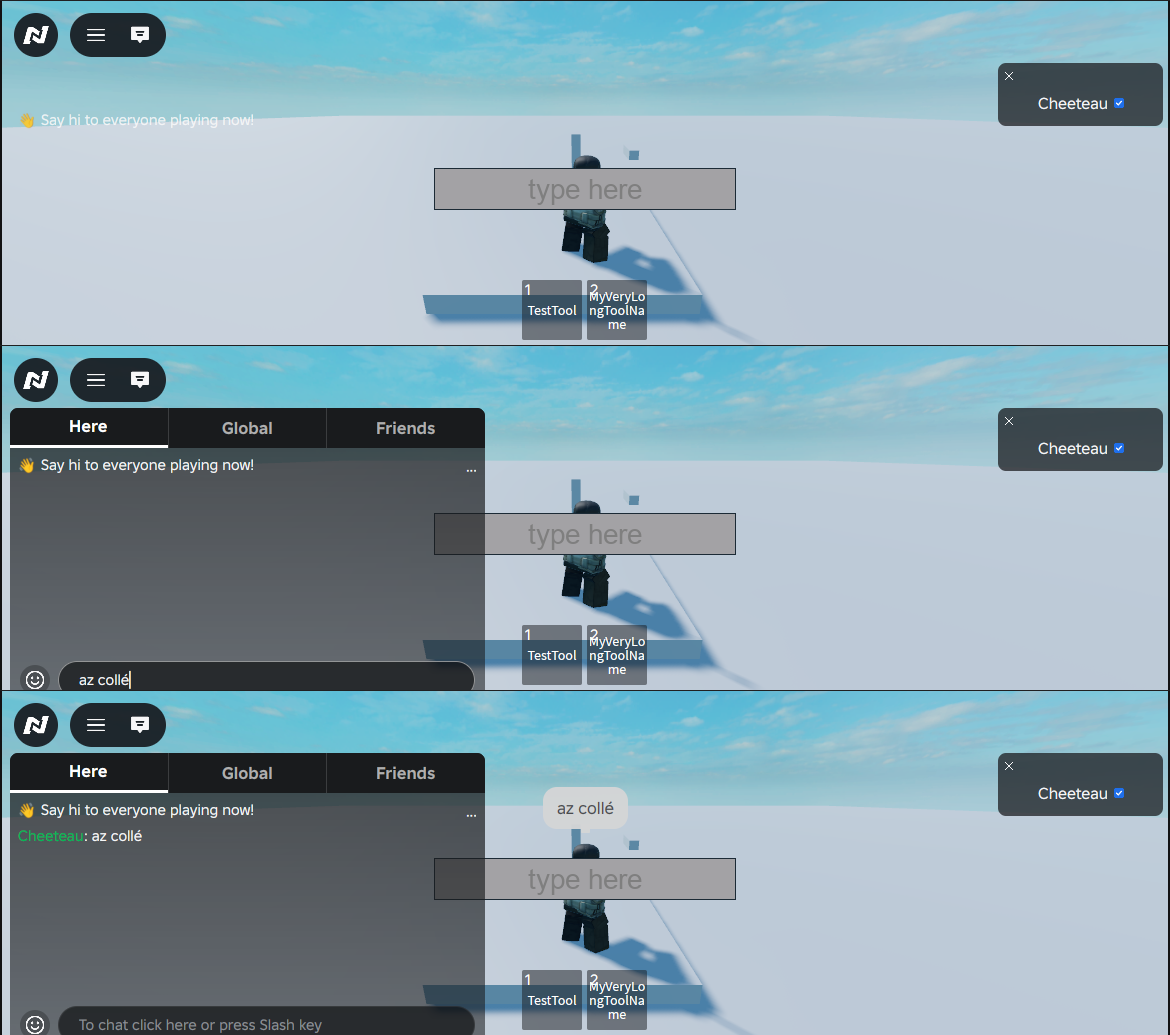 Cheeteau
👋 Say hi to everyone playing now!
type here
1
2
TestTool
MyVeryLo
ngToolNa
me
Here
Global
Friends
Cheeteau
👋 Say hi to everyone playing now!
...
type here
1
2
TestTool
MyVeryLo
ngToolNa
me
az collé
Here
Global
Friends
Cheeteau
👋 Say hi to everyone playing now!
...
az collé
Cheeteau: az collé
type here
1
2
TestTool
MyVeryLo
ngToolNa
me
To chat click here or press Slash key